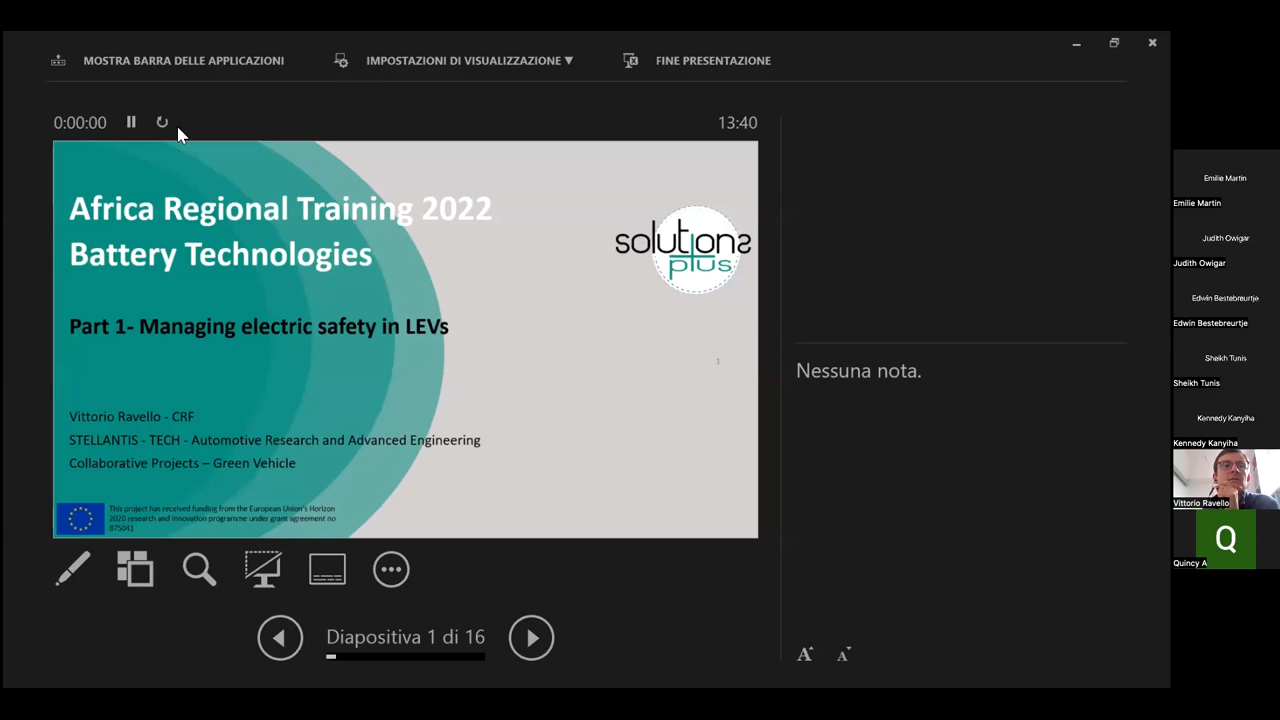 MOSTRA BARRA DELLE APPLICAZIONI
IMPOSTAZIONI DI VISUALIZZAZIONE ▼
FINE PRESENTAZIONE
0:00:00
13:40
Africa Regional Training 2022
Battery Technologies
solutions
plus
Part 1- Managing electric safety in LEVs
1
Vittorio Ravello - CRF
STELLANTIS - TECH - Automotive Research and Advanced Engineering
Collaborative Projects – Green Vehicle
This project has received funding from the European Union's Horizon
2020 research and innovation programme under grant agreement no
875041
Diapositiva 1 di 16
Nessuna nota.
A
A
Emilie Martin
Emilie Martin
Judith Owigar
Judith Owigar
Edwin Bestebreurtje
Edwin Bestebreurtje
Sheikh Tunis
Sheikh Tunis
Kennedy Kanyiha
Kennedy Kanyiha
Vittorio Ravello
Q
Quincy A